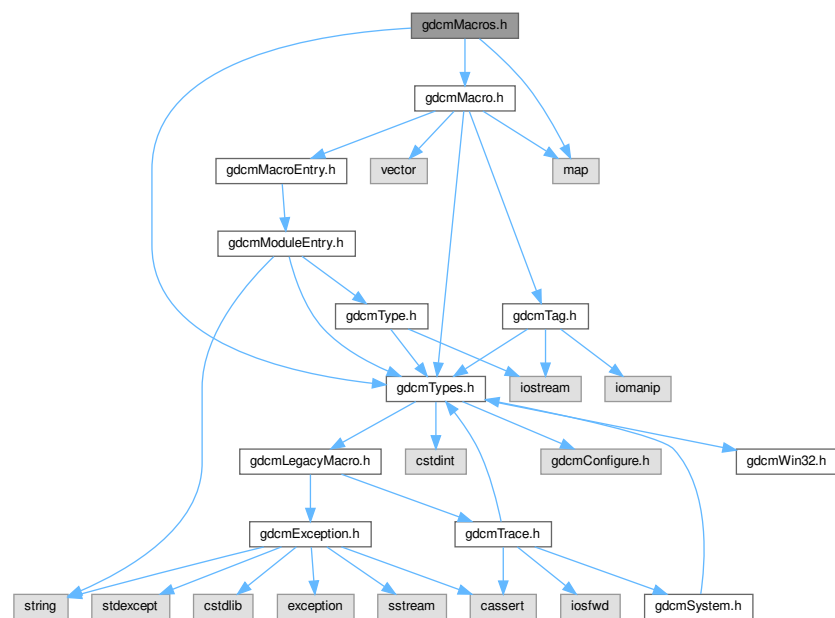 gdcmMacros.h
gdcmMacro.h
gdcmMacroEntry.h
vector
map
gdcmModuleEntry.h
gdcmType.h
gdcmTag.h
gdcmTypes.h
iostream
iomanip
gdcmLegacyMacro.h
cstdint
gdcmConfigure.h
gdcmWin32.h
gdcmException.h
gdcmTrace.h
string
stdexcept
cstdlib
exception
sstream
cassert
iosfwd
gdcmSystem.h